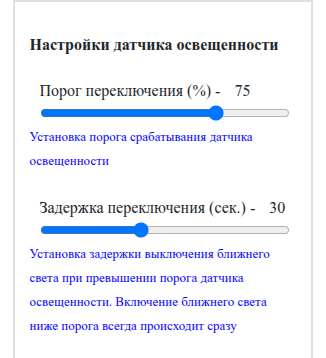 Настройки датчика освещенности
Порог переключения (%) - 75
Установка порога срабатывания датчика
освещенности
Задержка переключения (сек.) - 30
Установка задержки выключения ближнего
света при превышении порога датчика
освещенности. Включение ближнего света
ниже порога всегда происходит сразу